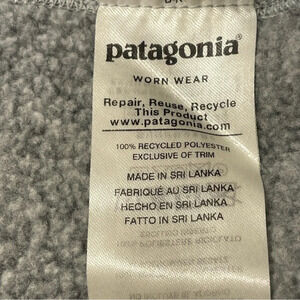 patagonia®
WORN WEAR
Repair, Reuse, Recycle
This Product
www.patagonia.com
100% RECYCLED POLYESTER
EXCLUSIVE OF TRIM
MADE IN SRI LANKA
FABRIQUÉ AU SRI LANKA
HECHO EN SRI LANKA
FATTO IN SRI LANKA